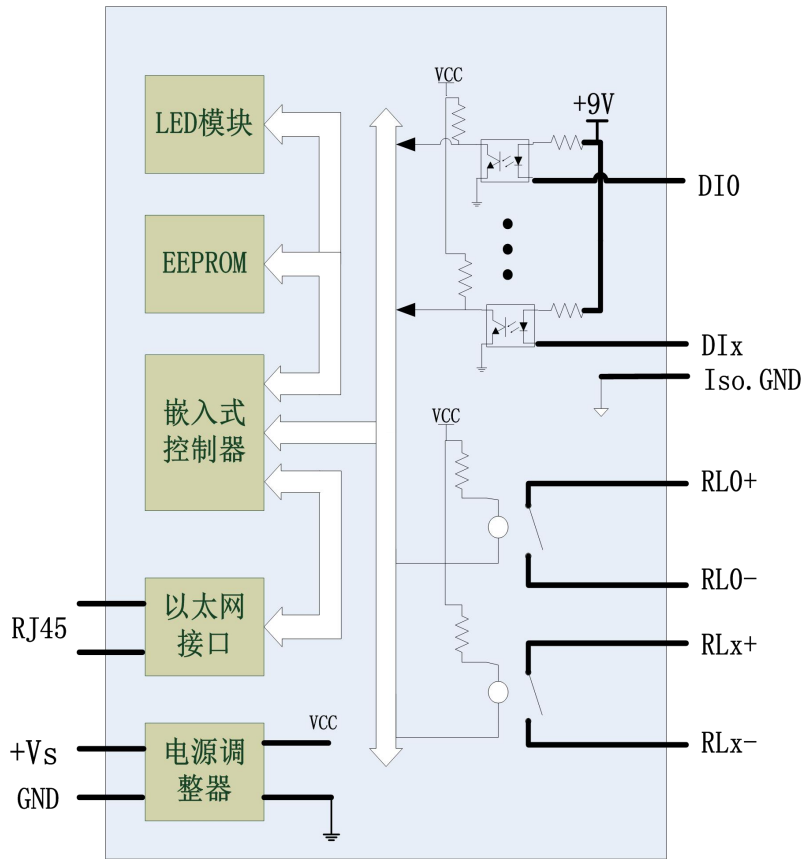 LED模块
EEPROM
嵌入式
控制器
以太网
接口
RJ45
电源调
整器
+Vs
GND
VCC
VCC
+9V
DI0
DIx
Iso.GND
VCC
RL0+
RL0-
RLx+
RLx-